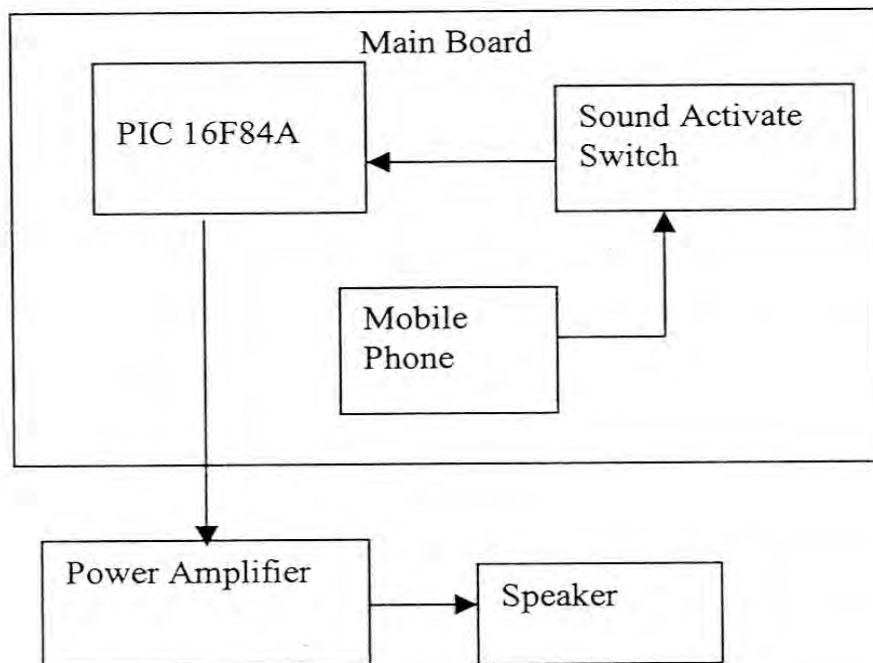 Main Board
PIC 16F84A
Sound Activate
Switch
Mobile
Phone
Power Amplifier
Speaker